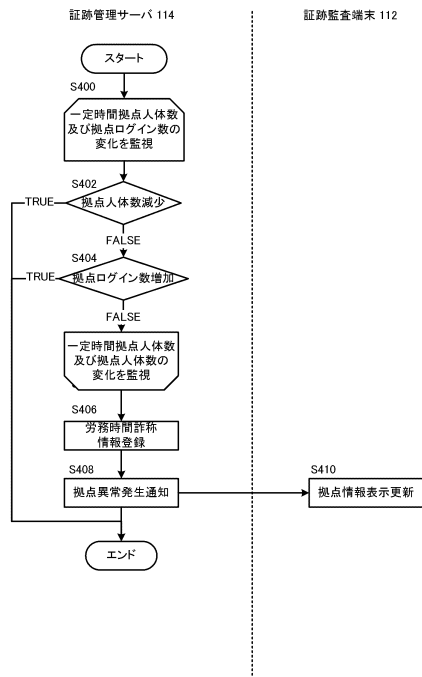 証跡管理サーバ 114
証跡監査端末 112
スタート
S400
一定時間拠点人体数
及び拠点ログイン数の
変化を監視
S402
TRUE
拠点人体数減少
FALSE
S404
TRUE
拠点ログイン数増加
FALSE
一定時間拠点人体数
及び拠点人体数の
変化を監視
S406
労務時間詐称
情報登録
S408
拠点異常発生通知
S410
拠点情報表示更新
エンド